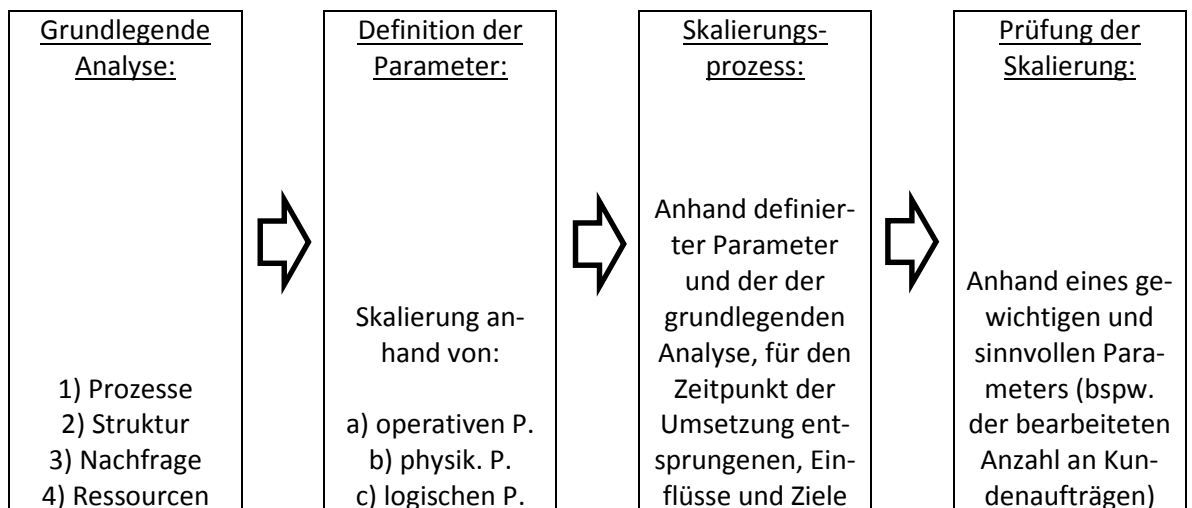 Grundlegende
Analyse:
1) Prozesse
2) Struktur
3) Nachfrage
4) Ressourcen
Definition der
Parameter:
Skalierung an-
hand von:
a) operativen P.
b) physik. P.
c) logischen P.
Skalierungs-
prozess:
Anhand definier-
ter Parameter
und der der
grundlegenden
Analyse, für den
Zeitpunkt der
Umsetzung ent-
sprungenen, Ein-
flüsse und Ziele
Prüfung der
Skalierung:
Anhand eines ge-
wichtigen und
sinnvollen Para-
meters (bspw.
der bearbeiteten
Anzahl an Kun-
denaufträgen)